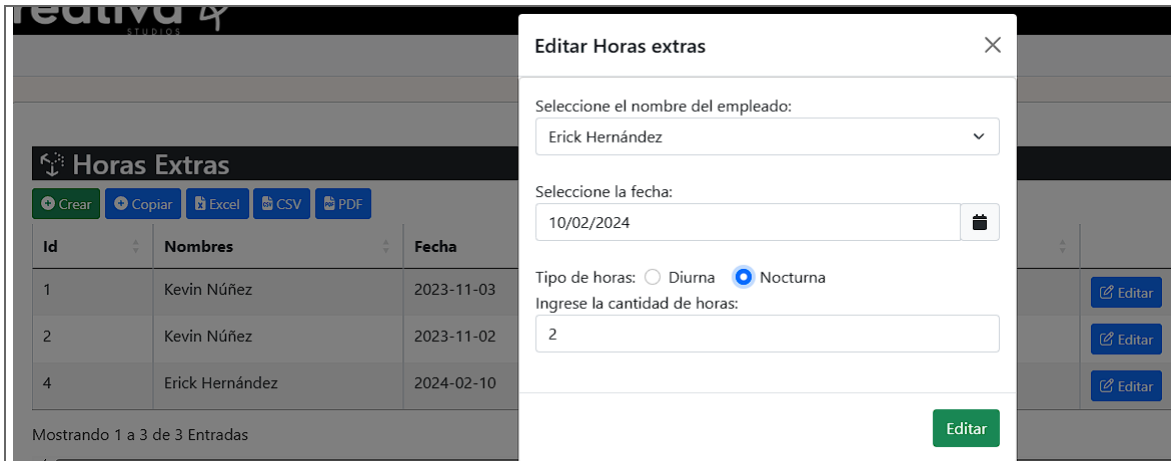 STUDIOS
Horas Extras
Crear Copiar Excel CSV PDF
Id Nombres Fecha
1 Kevin Núñez 2023-11-03 Editar
2 Kevin Núñez 2023-11-02 Editar
4 Erick Hernández 2024-02-10 Editar
Mostrando 1 a 3 de 3 Entradas
Editar Horas extras
Seleccione el nombre del empleado:
Erick Hernández
Seleccione la fecha:
10/02/2024
Tipo de horas: Diurna Nocturna
Ingrese la cantidad de horas:
2
Editar